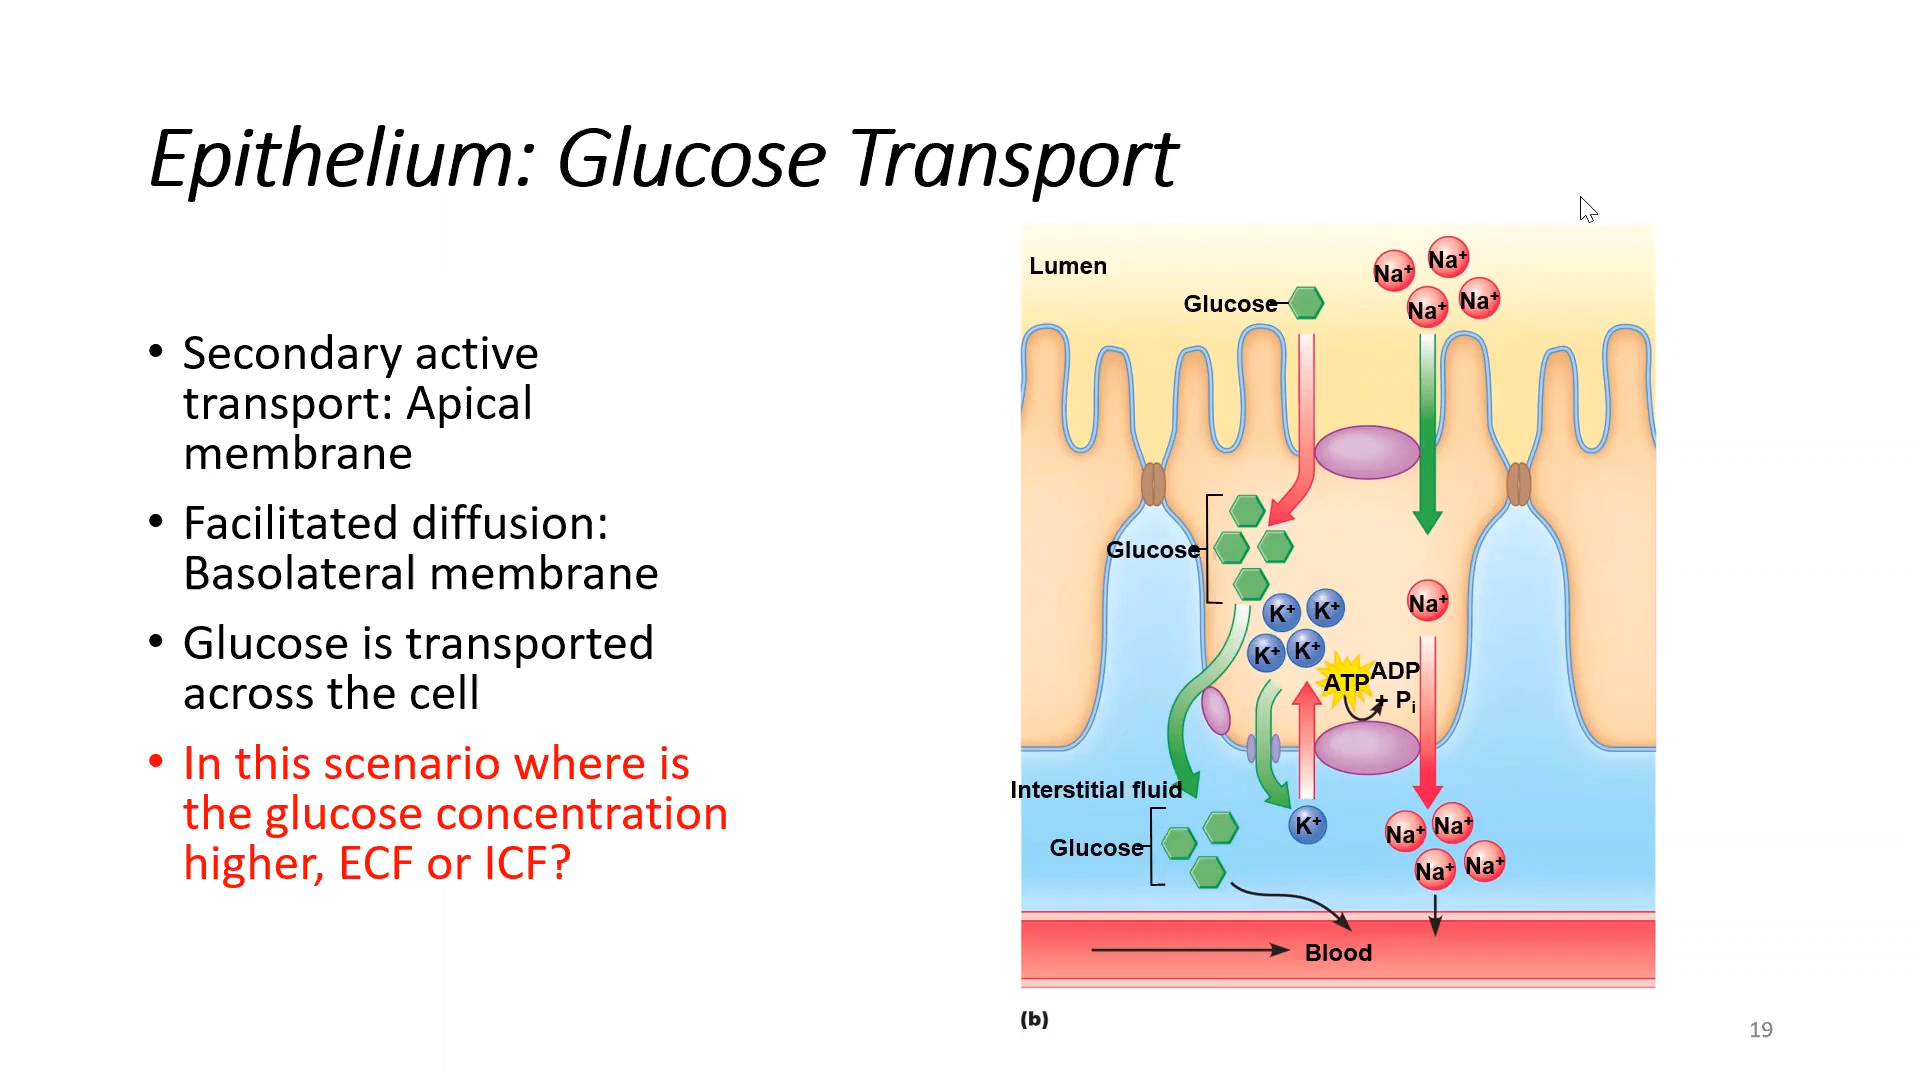 Epithelium: Glucose Transport
• Secondary active
transport: Apical
membrane
• Facilitated diffusion:
Basolateral membrane
• Glucose is transported
across the cell
• In this scenario where is
the glucose concentration
higher, ECF or ICF?
Lumen
Na+ Na+
Glucose
Na+ Na+
Glucose
K+ K+
Na+
K+ K+
ATP ADP
+ Pi
Interstitial fluid
K+
Na+ Na+
Glucose
Na+ Na+
Blood
(b)
19